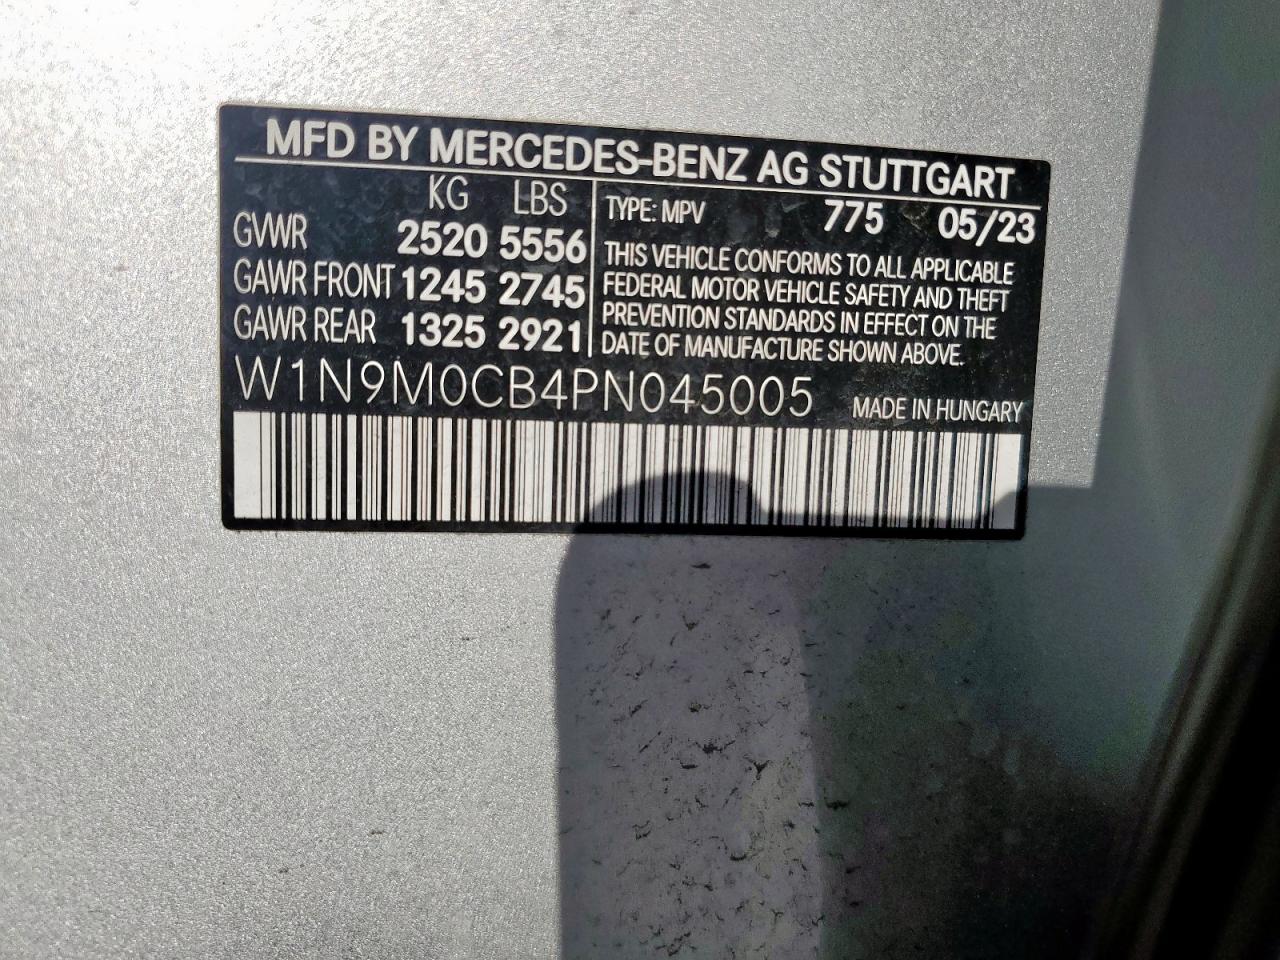 MFD BY MERCEDES-BENZ AG STUTTGART
KG LBS
GVWR 2520 5556
GAWR FRONT 1245 2745
GAWR REAR 1325 2921
TYPE: MPV 775 05/23
THIS VEHICLE CONFORMS TO ALL APPLICABLE
FEDERAL MOTOR VEHICLE SAFETY AND THEFT
PREVENTION STANDARDS IN EFFECT ON THE
DATE OF MANUFACTURE SHOWN ABOVE.
W1N9M0CB4PN045005 MADE IN HUNGARY